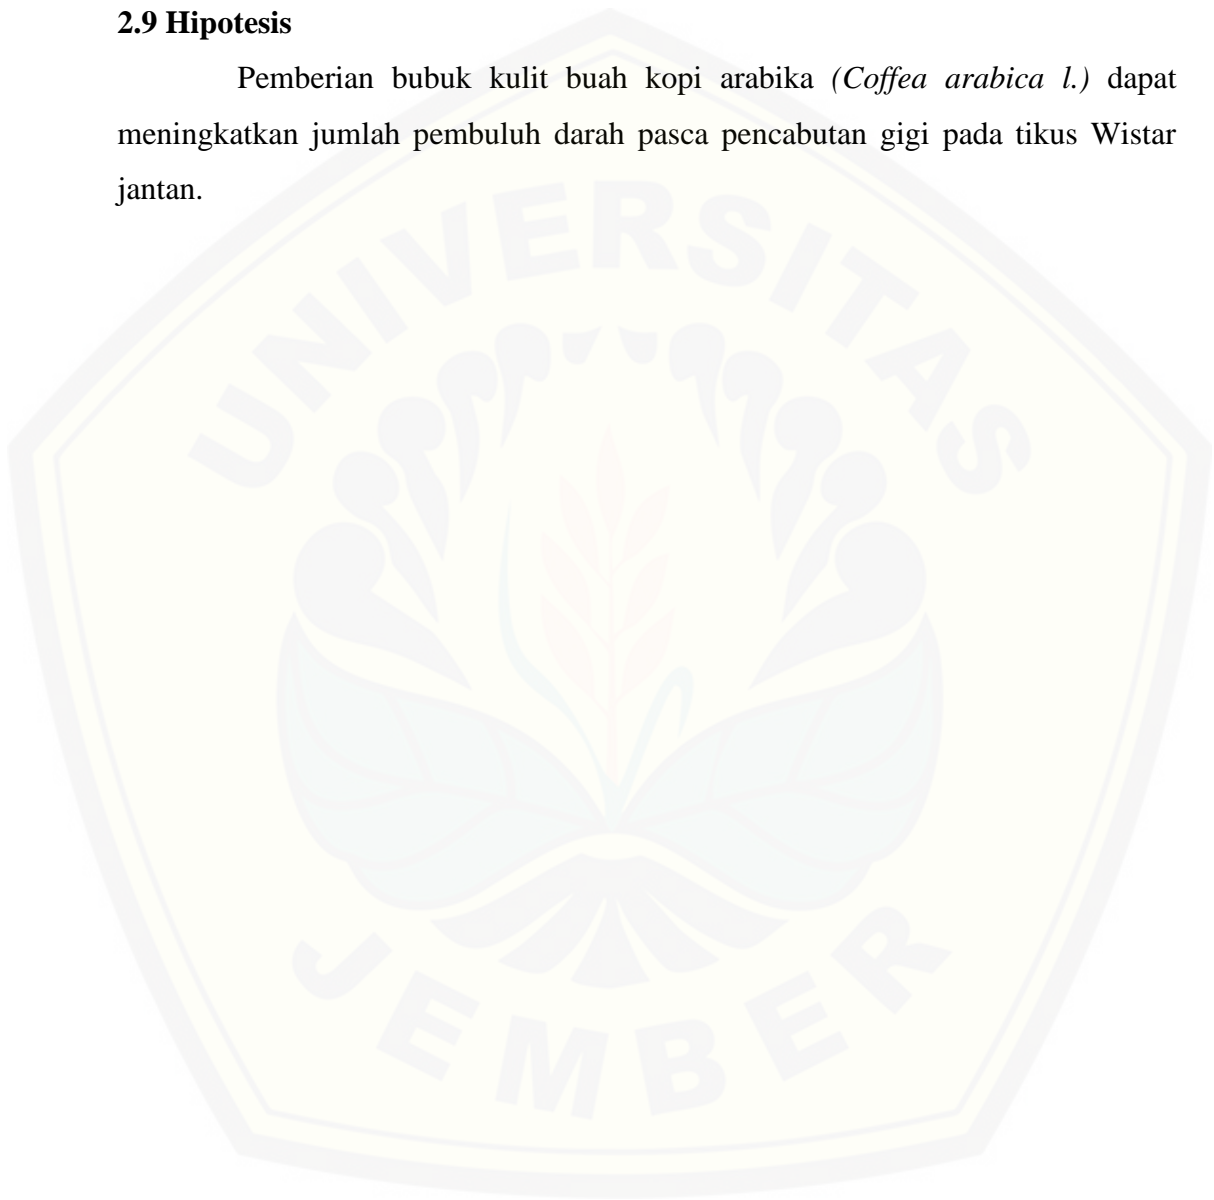 2.9 Hipotesis
Pemberian bubuk kulit buah kopi arabika (Coffea arabica l.) dapat
meningkatkan jumlah pembuluh darah pasca pencabutan gigi pada tikus Wistar
jantan.
UNIVERSITAS
JEMBER